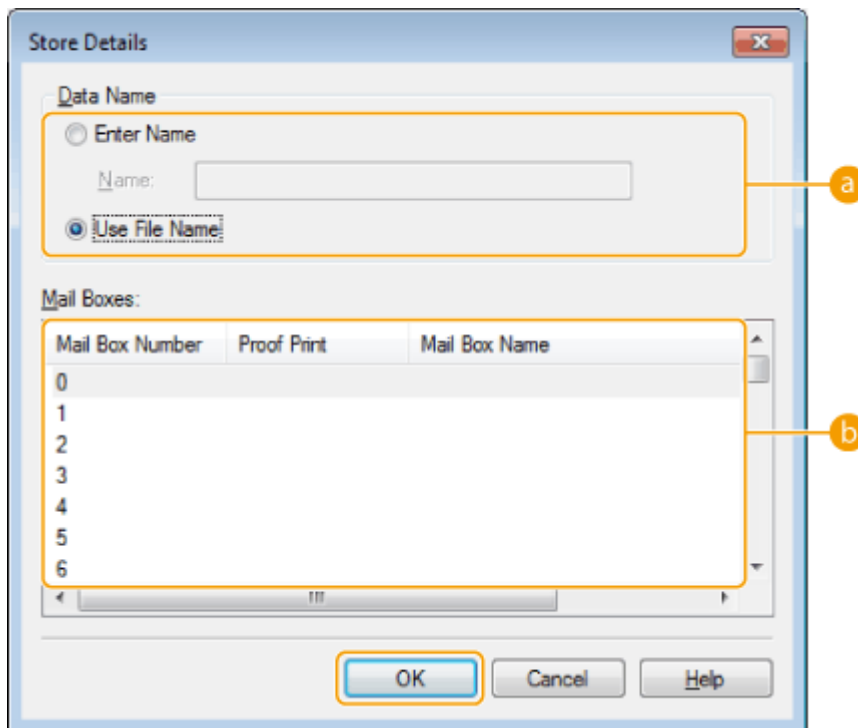 Store Details
Data Name
Enter Name
Name:
a
Use File Name
Mail Boxes:
Mail Box Number Proof Print Mail Box Name
0
1
2
b
3
4
5
6
OK Cancel Help